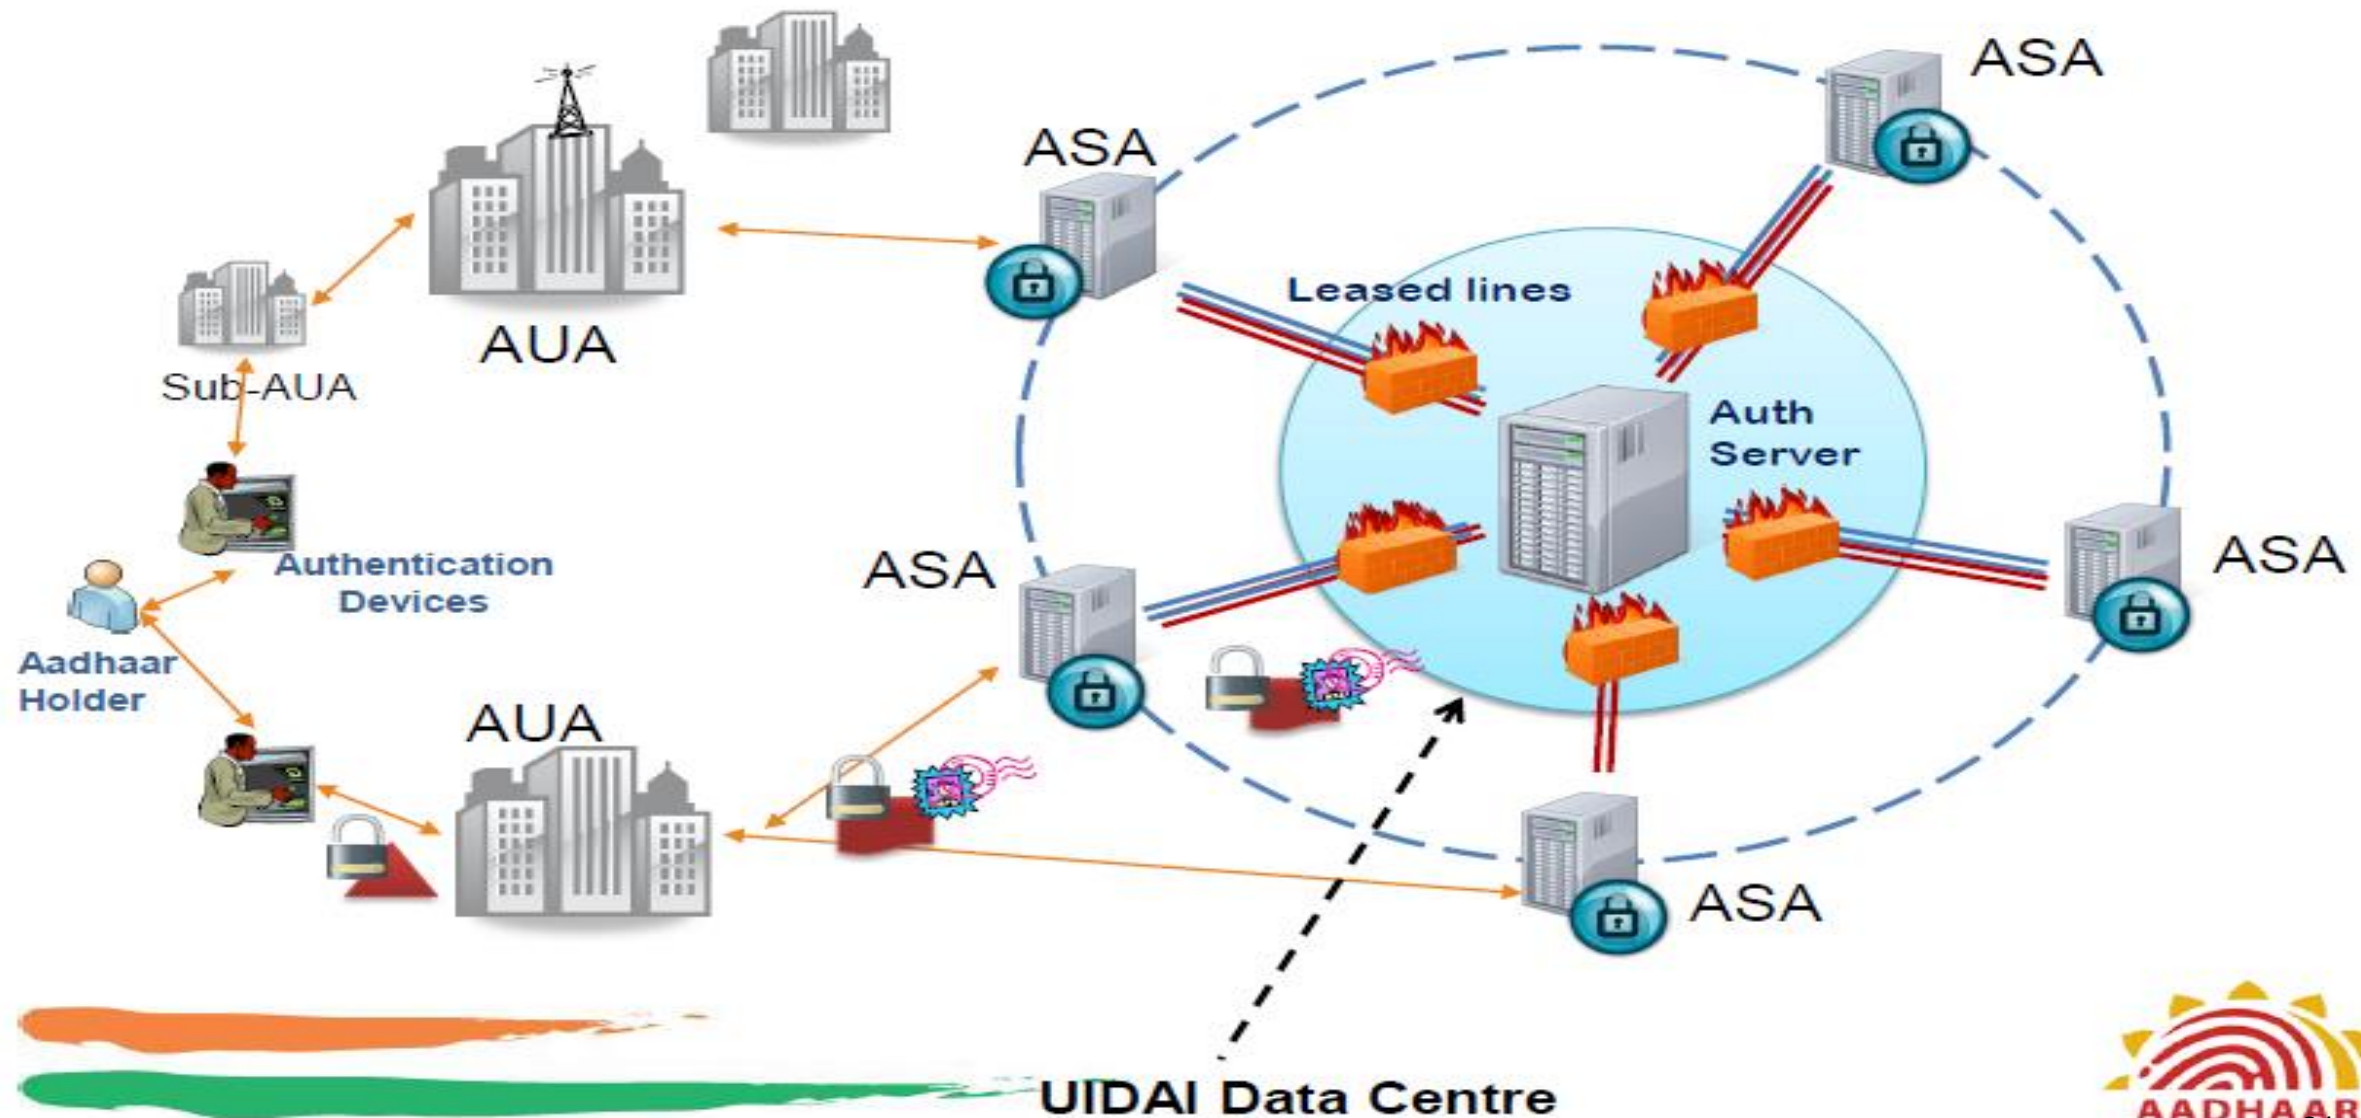 ASA
ASA
Leased lines
AUA
Sub-AUA
Auth
Server
Authentication
Devices
ASA
ASA
Aadhaar
Holder
AUA
ASA
UIDAI Data Centre
AADHAAR